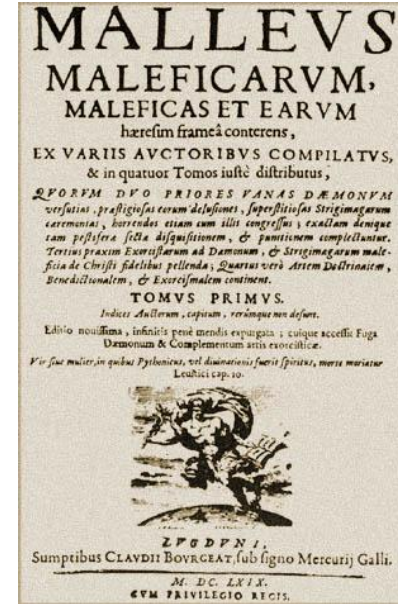 MALLEVS
MALEFICARVM,
MALEFICAS ET EARVM
hæresim frameâ conterens,
EX VARIIS AVCTORIBVS COMPILATVS,
& in quatuor Tomos iustè distributus,
QVORVM DVO PRIORES VANAS DÆMONVM
versutias, præstigiosas eorum delusiones, superstitiosas Strigimagarum
cæremonias, horrendos etiam cum illis congressus; exactam denique
tam pestiferæ sectæ disquisitionem, & punitionem complectuntur.
Tertius praxim Exorcistarum ad Dæmonum, & Strigimagarum male-
ficia de Christi fidelibus pellenda; Quartus verò Artem Doctrinalem,
Benedictionalem, & Exorcismalem continent.
TOMVS PRIMVS.
Indices Auctorum, capitum, rerúmque non desunt.
Editio nouissima, infinitis penè mendis expurgata; cuique accessit Fuga
Dæmonum & Complementum artis exorcisticæ.
Vir siue mulier, in quibus Pythonicus, vel diuinationis fuerit spiritus, morte moriatur
Leuitici cap. 10.
LVGDVNI,
Sumptibus CLAVDII BOVRGEAT, sub signo Mercurij Galli.
M. DC. LXIX.
CVM PRIVILEGIO REGIS.